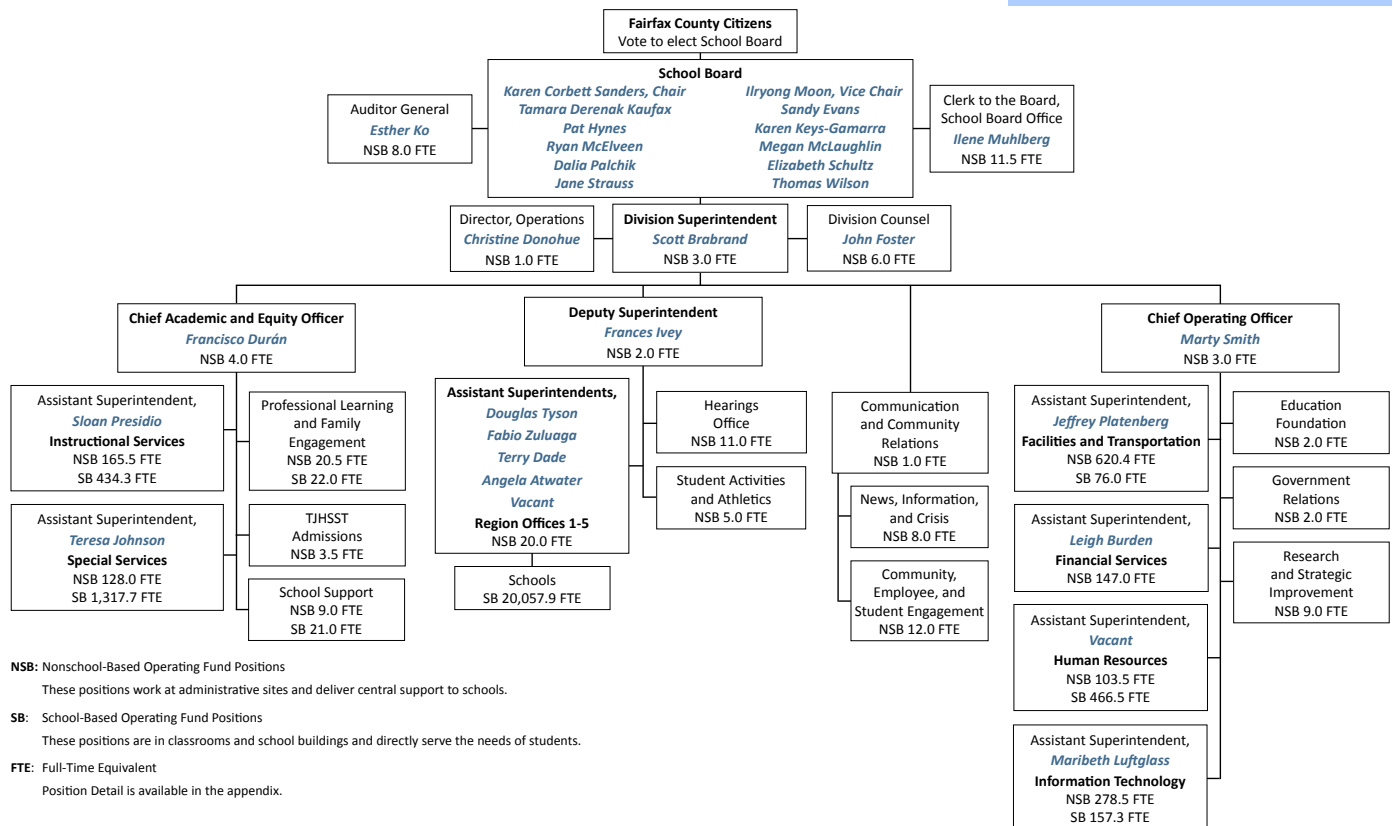 Fairfax County Citizens
Vote to elect School Board
School Board
Karen Corbett Sanders, Chair
Tamara Derenak Kaufax
Pat Hynes
Ryan McElveen
Dalia Palchik
Jane Strauss
Ilryong Moon, Vice Chair
Sandy Evans
Karen Keys-Gamarra
Megan McLaughlin
Elizabeth Schultz
Thomas Wilson
Auditor General
Esther Ko
NSB 8.0 FTE
Clerk to the Board,
School Board Office
Ilene Muhlberg
NSB 11.5 FTE
Director, Operations
Christine Donohue
NSB 1.0 FTE
Division Superintendent
Scott Brabrand
NSB 3.0 FTE
Division Counsel
John Foster
NSB 6.0 FTE
Chief Academic and Equity Officer
Francisco Durán
NSB 4.0 FTE
Assistant Superintendent,
Sloan Presidio
Instructional Services
NSB 165.5 FTE
SB 434.3 FTE
Assistant Superintendent,
Teresa Johnson
Special Services
NSB 128.0 FTE
SB 1,317.7 FTE
Professional Learning
and Family
Engagement
NSB 20.5 FTE
SB 22.0 FTE
TJHSST
Admissions
NSB 3.5 FTE
School Support
NSB 9.0 FTE
SB 21.0 FTE
Deputy Superintendent
Frances Ivey
NSB 2.0 FTE
Assistant Superintendents,
Douglas Tyson
Fabio Zuluaga
Terry Dade
Angela Atwater
Vacant
Region Offices 1-5
NSB 20.0 FTE
Schools
SB 20,057.9 FTE
Hearings
Office
NSB 11.0 FTE
Student Activities
and Athletics
NSB 5.0 FTE
Communication
and Community
Relations
NSB 1.0 FTE
News, Information,
and Crisis
NSB 8.0 FTE
Community,
Employee, and
Student Engagement
NSB 12.0 FTE
Chief Operating Officer
Marty Smith
NSB 3.0 FTE
Assistant Superintendent,
Jeffrey Platenberg
Facilities and Transportation
NSB 620.4 FTE
SB 76.0 FTE
Assistant Superintendent,
Leigh Burden
Financial Services
NSB 147.0 FTE
Assistant Superintendent,
Vacant
Human Resources
NSB 103.5 FTE
SB 466.5 FTE
Assistant Superintendent,
Maribeth Luftglass
Information Technology
NSB 278.5 FTE
SB 157.3 FTE
Education
Foundation
NSB 2.0 FTE
Government
Relations
NSB 2.0 FTE
Research
and Strategic
Improvement
NSB 9.0 FTE
NSB: Nonschool-Based Operating Fund Positions
These positions work at administrative sites and deliver central support to schools.
SB: School-Based Operating Fund Positions
These positions are in classrooms and school buildings and directly serve the needs of students.
FTE: Full-Time Equivalent
Position Detail is available in the appendix.